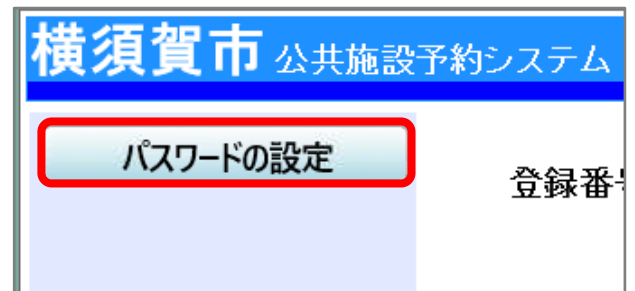 横須賀市 公共施設予約システム
パスワードの設定
登録番